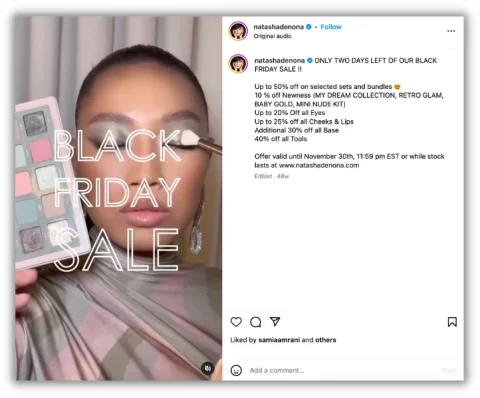 BLACK
FRIDAY
SALE
natashadenona • Follow
Original audio
natashadenona ONLY TWO DAYS LEFT OF OUR BLACK
FRIDAY SALE !!
Up to 50% off on selected sets and bundles 😍
10 % off Newness (MY DREAM COLLECTION, RETRO GLAM,
BABY GOLD, MINI NUDE KIT)
Up to 20% Off all Eyes
Up to 25% off all Cheeks & Lips
Additional 30% off all Base
40% off all Tools
Offer valid until November 30th, 11:59 pm EST or while stock
lasts at www.natashadenona.com
Edited · 48w
Liked by samiaamrani and others
Add a comment...
Post